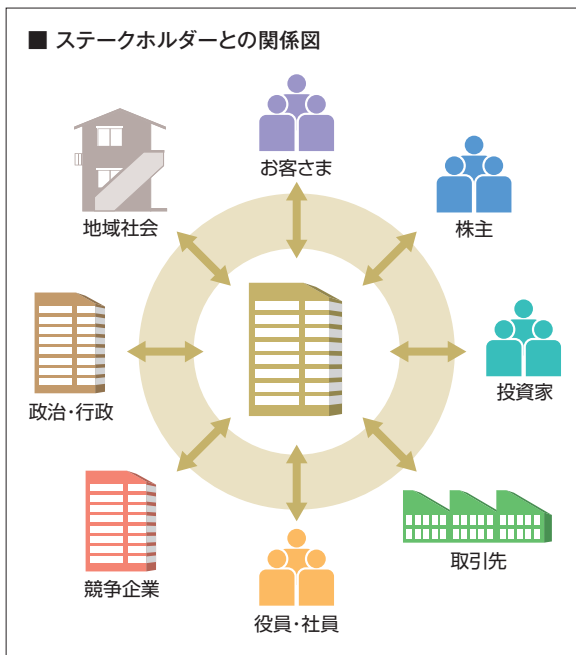 ■ ステークホルダーとの関係図
お客さま
株主
投資家
取引先
役員・社員
競争企業
政治・行政
地域社会